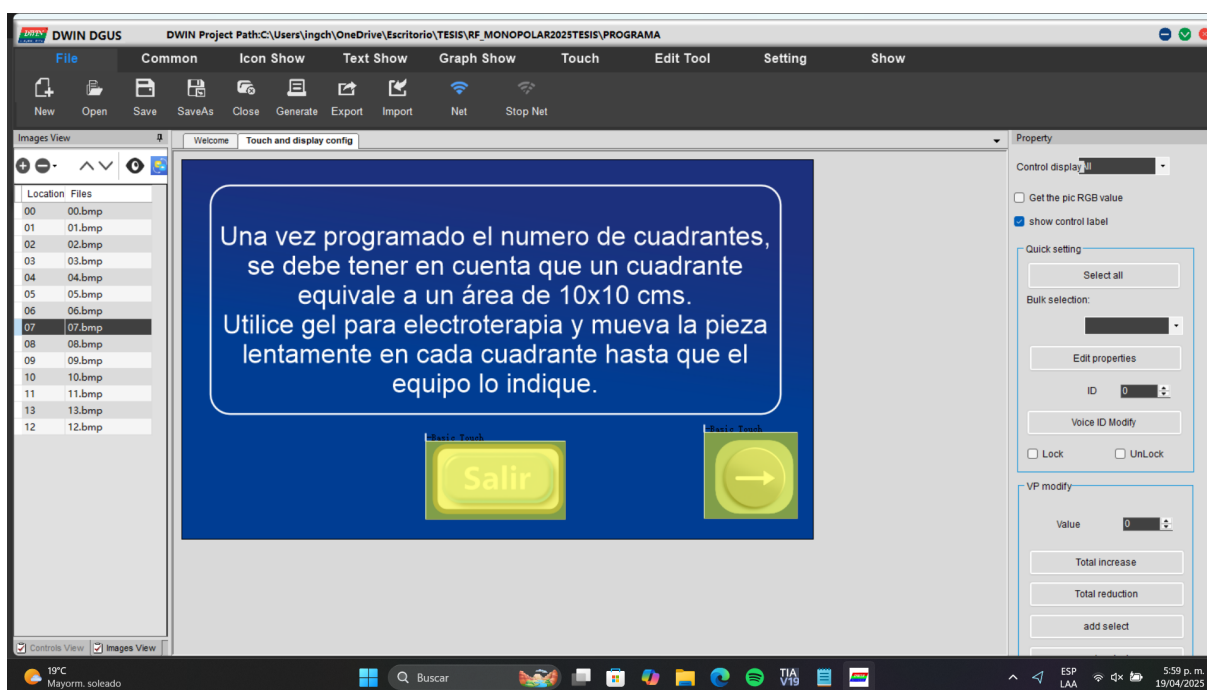 DWIN DGUS
DWIN Project Path:C:\Users\ingch\OneDrive\Escritorio\TESIS\RF_MONOPOLAR2025TESIS\PROGRAMA
File Common Icon Show Text Show Graph Show Touch Edit Tool Setting Show
New Open Save SaveAs Close Generate Export Import Net Stop Net
Images View
Welcome Touch and display config
Property
Location Files
00 00.bmp
01 01.bmp
02 02.bmp
03 03.bmp
04 04.bmp
05 05.bmp
06 06.bmp
07 07.bmp
08 08.bmp
09 09.bmp
10 10.bmp
11 11.bmp
13 13.bmp
12 12.bmp
Controls View Images View
Una vez programado el numero de cuadrantes,
se debe tener en cuenta que un cuadrante
equivale a un área de 10x10 cms.
Utilice gel para electroterapia y mueva la pieza
lentamente en cada cuadrante hasta que el
equipo lo indique.
Basic Touch
Salir
Basic Touch
Control display
Get the pic RGB value
show control label
Quick setting
Select all
Bulk selection:
Edit properties
ID 0
Voice ID Modify
Lock UnLock
VP modify
Value 0
Total increase
Total reduction
add select
19°C
Mayorm. soleado
Buscar
TIA
V19
ESP
LAA
5:59 p. m.
19/04/2025